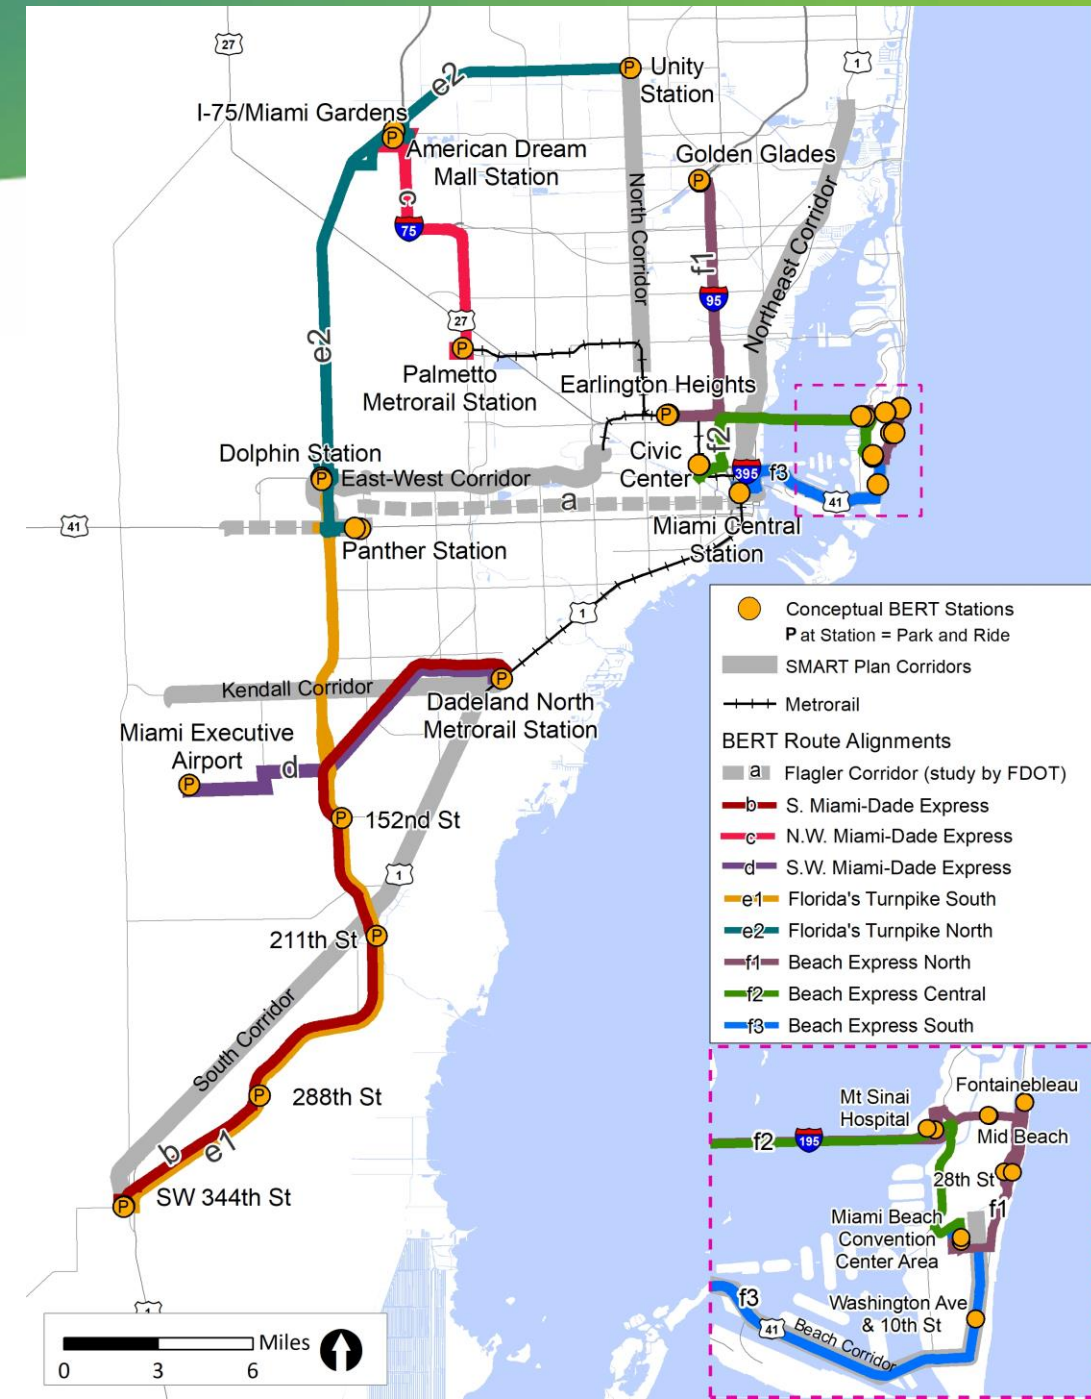 27
1
e2
Unity
Station
I-75/Miami Gardens
American Dream
Mall Station
Golden Glades
c
75
North Corridor
Northeast Corridor
f1
95
e2
27
Palmetto
Metrorail Station
Earlington Heights
f2
Civic
Center
395
f3
41
Dolphin Station
East-West Corridor
a
41
Panther Station
Miami Central
Station
1
Kendall Corridor
Dadeland North
Metrorail Station
Miami Executive
Airport
d
152nd St
1
211th St
South Corridor
288th St
b
e1
SW 344th St
1
P
P
P
P
P
P
P
P
P
P
P
P
P
P
Conceptual BERT Stations
P at Station = Park and Ride
SMART Plan Corridors
Metrorail
BERT Route Alignments
a Flagler Corridor (study by FDOT)
b S. Miami-Dade Express
c N.W. Miami-Dade Express
d S.W. Miami-Dade Express
e1 Florida's Turnpike South
e2 Florida's Turnpike North
f1 Beach Express North
f2 Beach Express Central
f3 Beach Express South
Fontainebleau
Mt Sinai
Hospital
Mid Beach
f2
195
28th St
f1
Miami Beach
Convention
Center Area
f3
41
Beach Corridor
Washington Ave
& 10th St
Miles
0 3 6